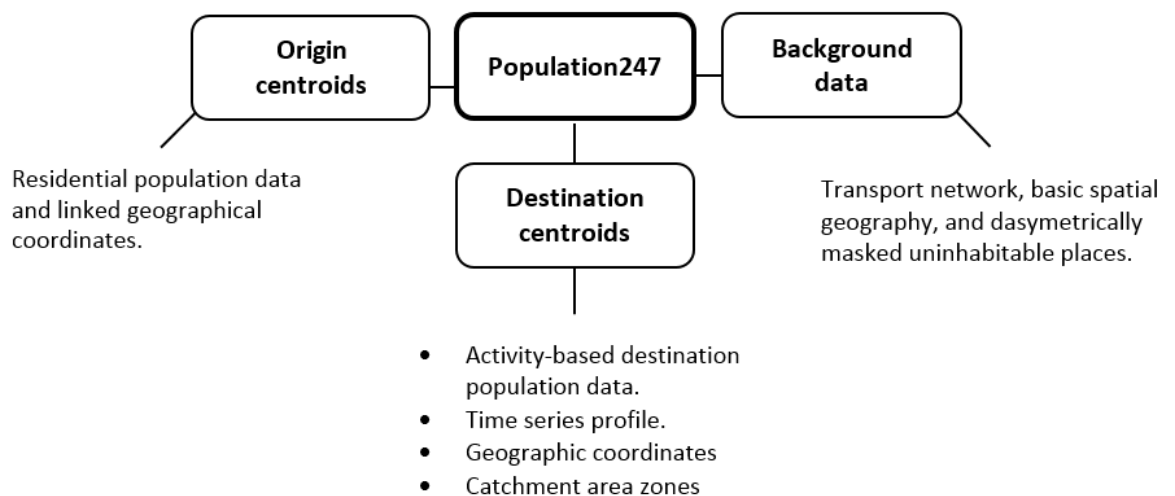 Origin
centroids
Population247
Background
data
Residential population data
and linked geographical
coordinates.
Destination
centroids
Transport network, basic spatial
geography, and dasymetrically
masked uninhabitable places.
• Activity-based destination
population data.
• Time series profile.
• Geographic coordinates
• Catchment area zones